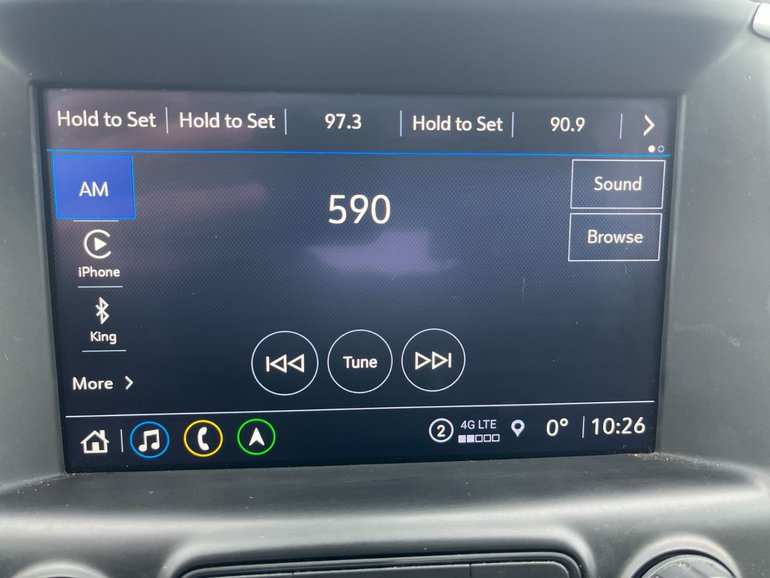 Hold to Set Hold to Set 97.3 Hold to Set 90.9
AM
590
Sound
Browse
iPhone
King
Tune
More
2 4G LTE 0° 10:26